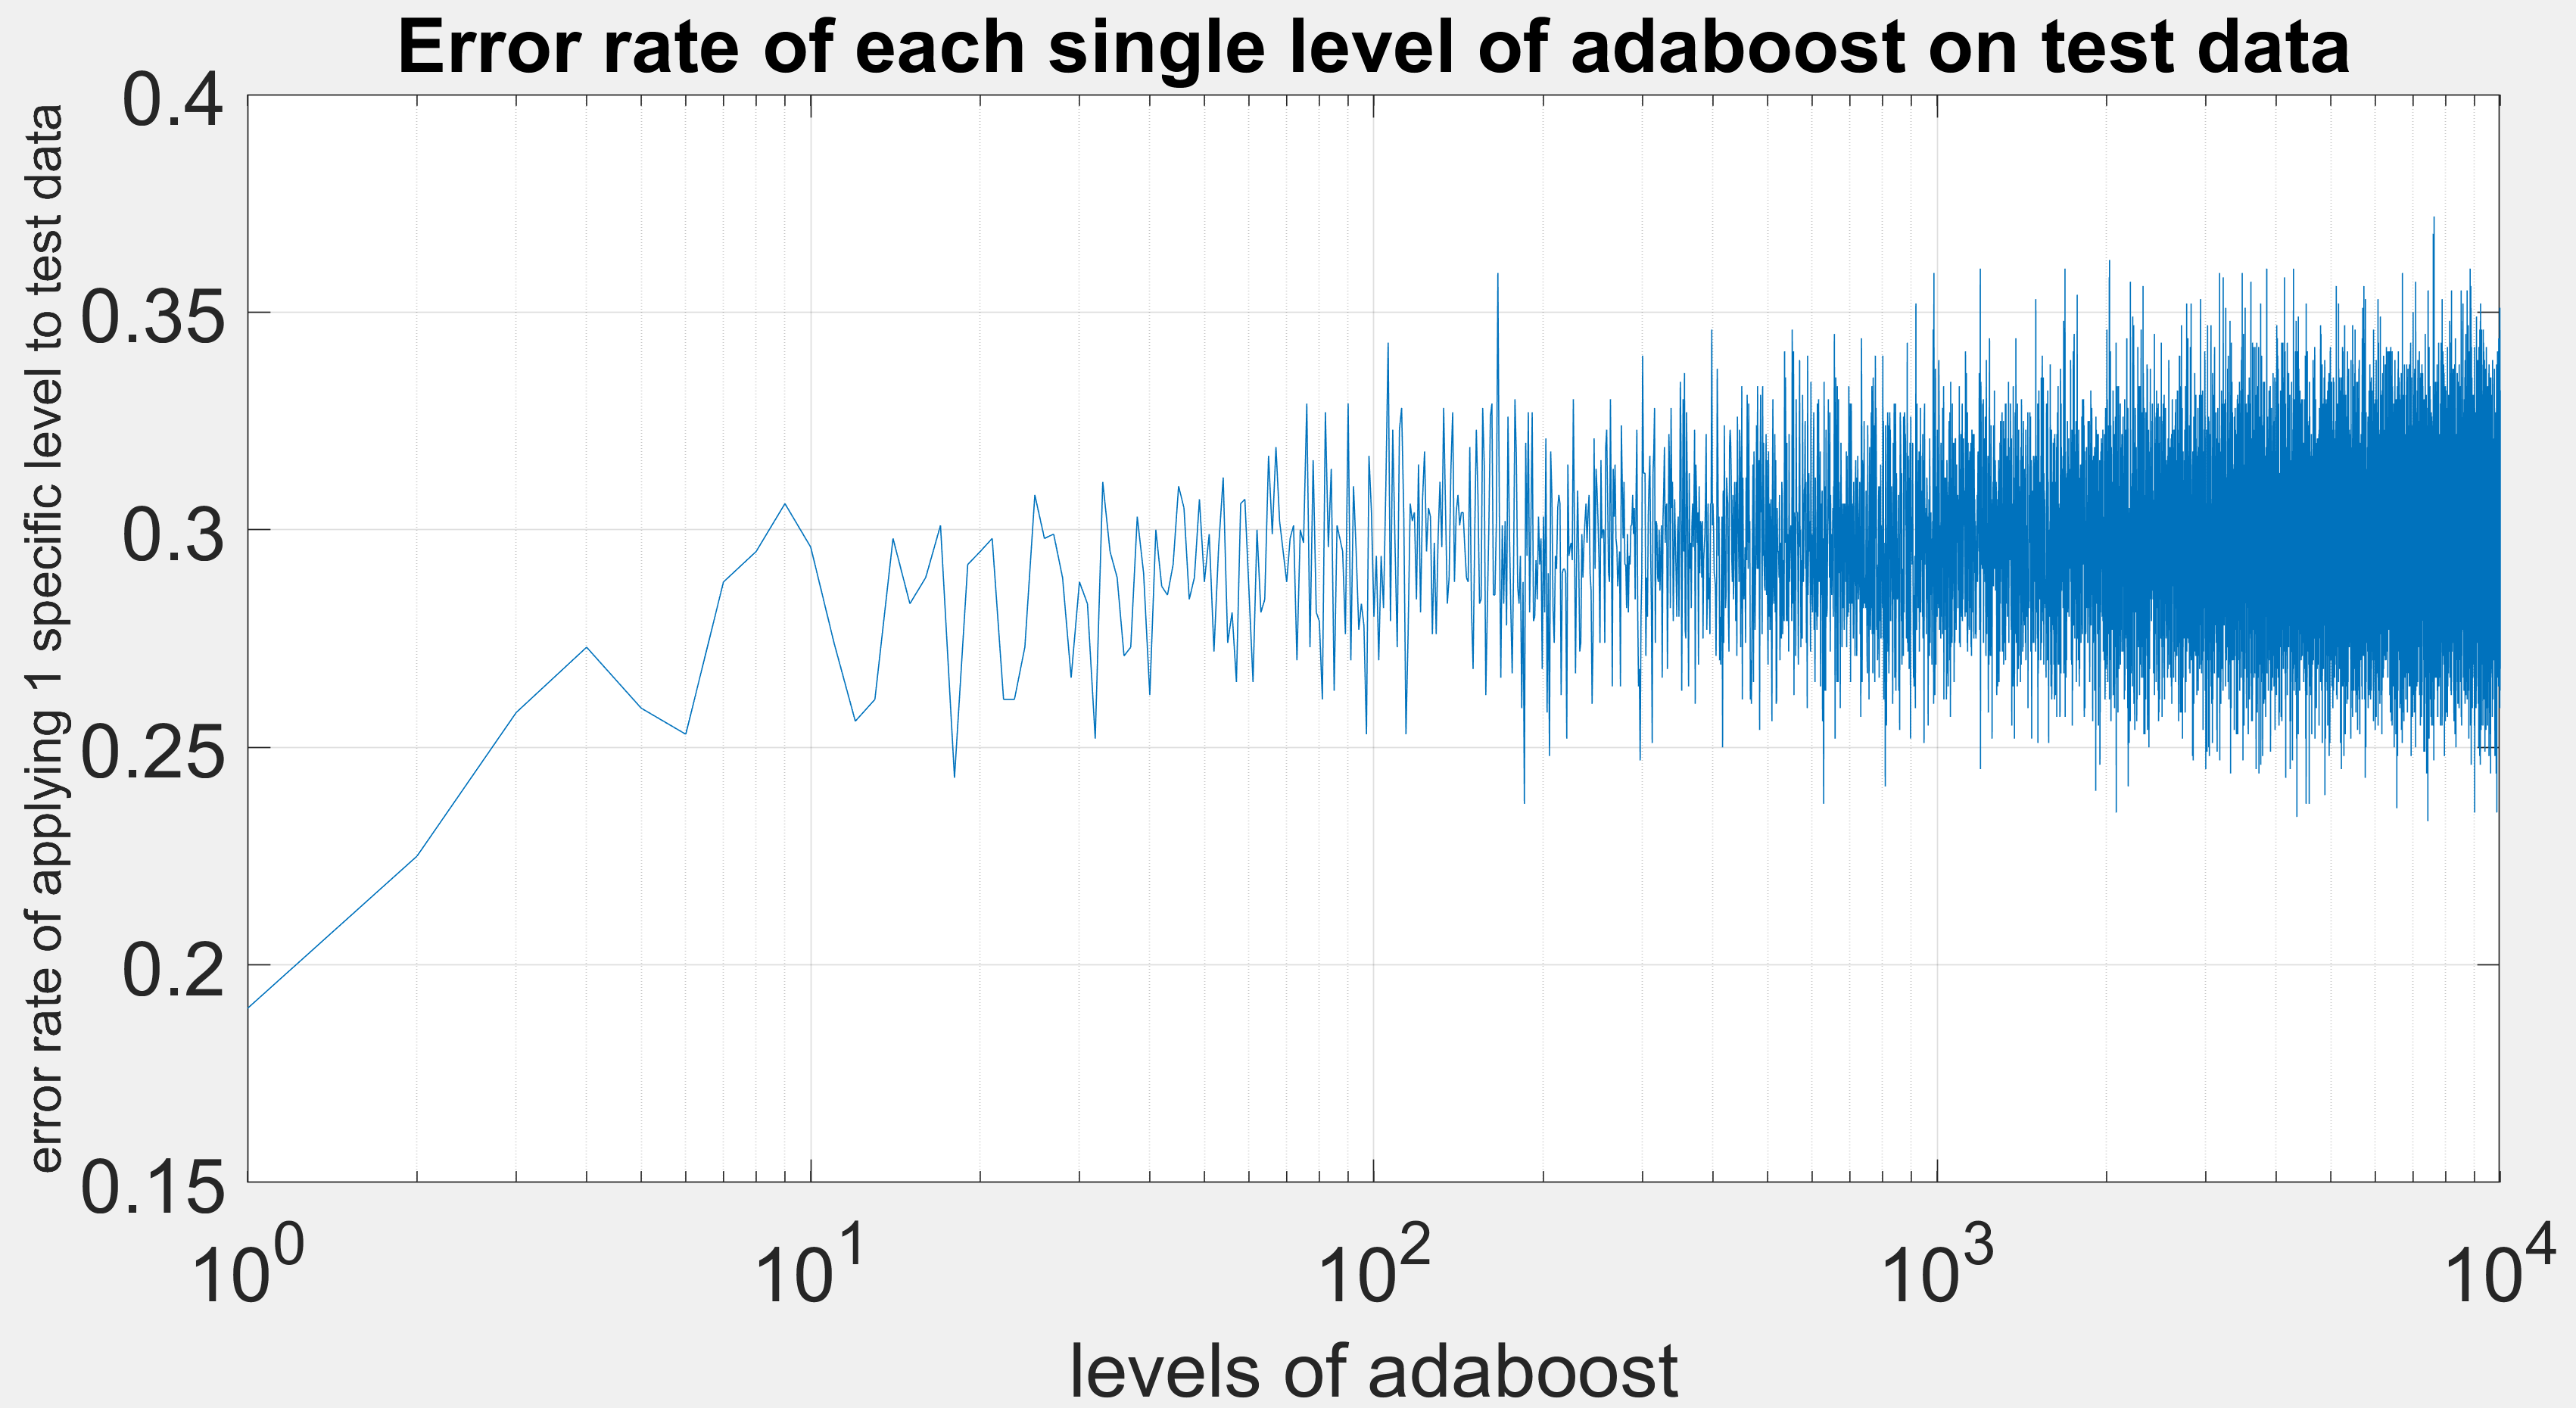 Error rate of each single level of adaboost on test data
error rate of applying 1 specific level to test data
0.4
0.35
0.3
0.25
0.2
0.15
10^0 10^1 10^2 10^3 10^4
levels of adaboost